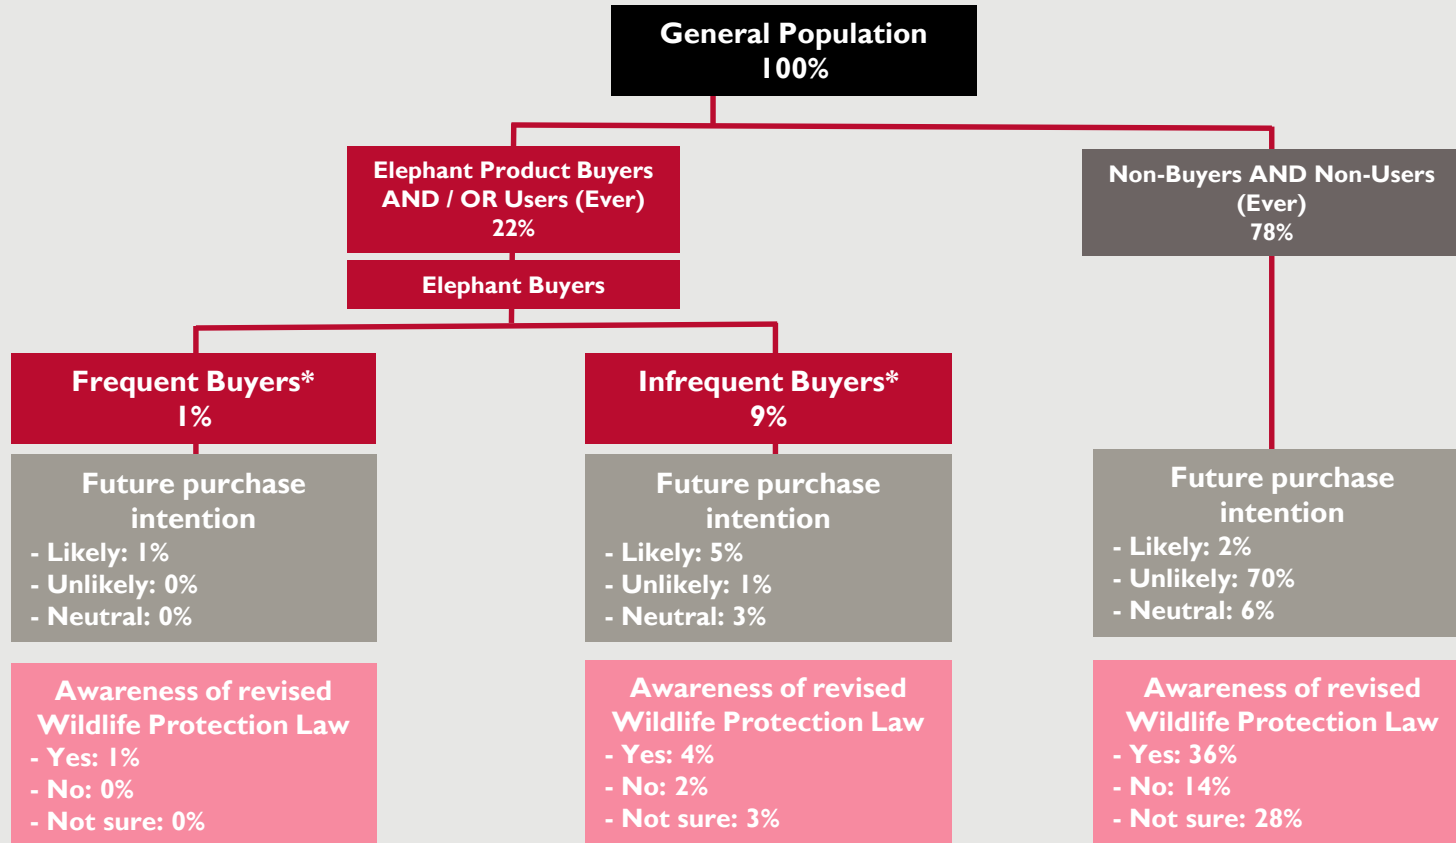 General Population
100%
Elephant Product Buyers
AND / OR Users (Ever)
22%
Non-Buyers AND Non-Users
(Ever)
78%
Elephant Buyers
Frequent Buyers*
1%
Infrequent Buyers*
9%
Future purchase
intention
- Likely: 1%
- Unlikely: 0%
- Neutral: 0%
Future purchase
intention
- Likely: 5%
- Unlikely: 1%
- Neutral: 3%
Future purchase
intention
- Likely: 2%
- Unlikely: 70%
- Neutral: 6%
Awareness of revised
Wildlife Protection Law
- Yes: 1%
- No: 0%
- Not sure: 0%
Awareness of revised
Wildlife Protection Law
- Yes: 4%
- No: 2%
- Not sure: 3%
Awareness of revised
Wildlife Protection Law
- Yes: 36%
- No: 14%
- Not sure: 28%